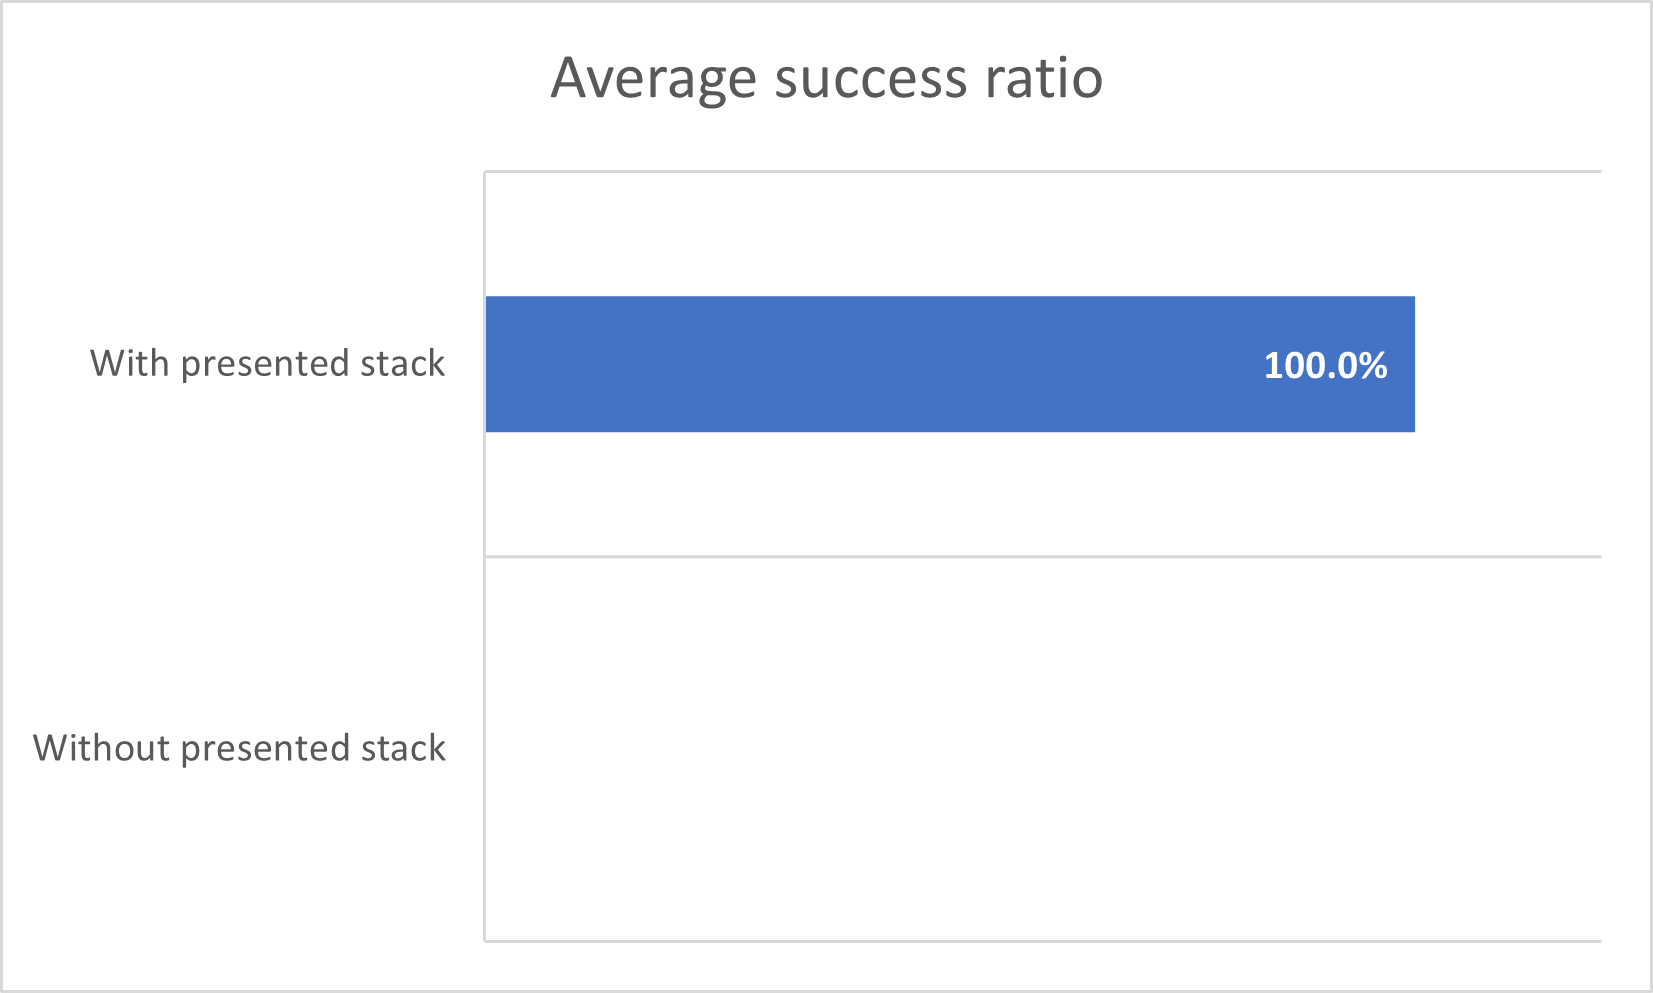 Average success ratio
With presented stack
100.0%
Without presented stack